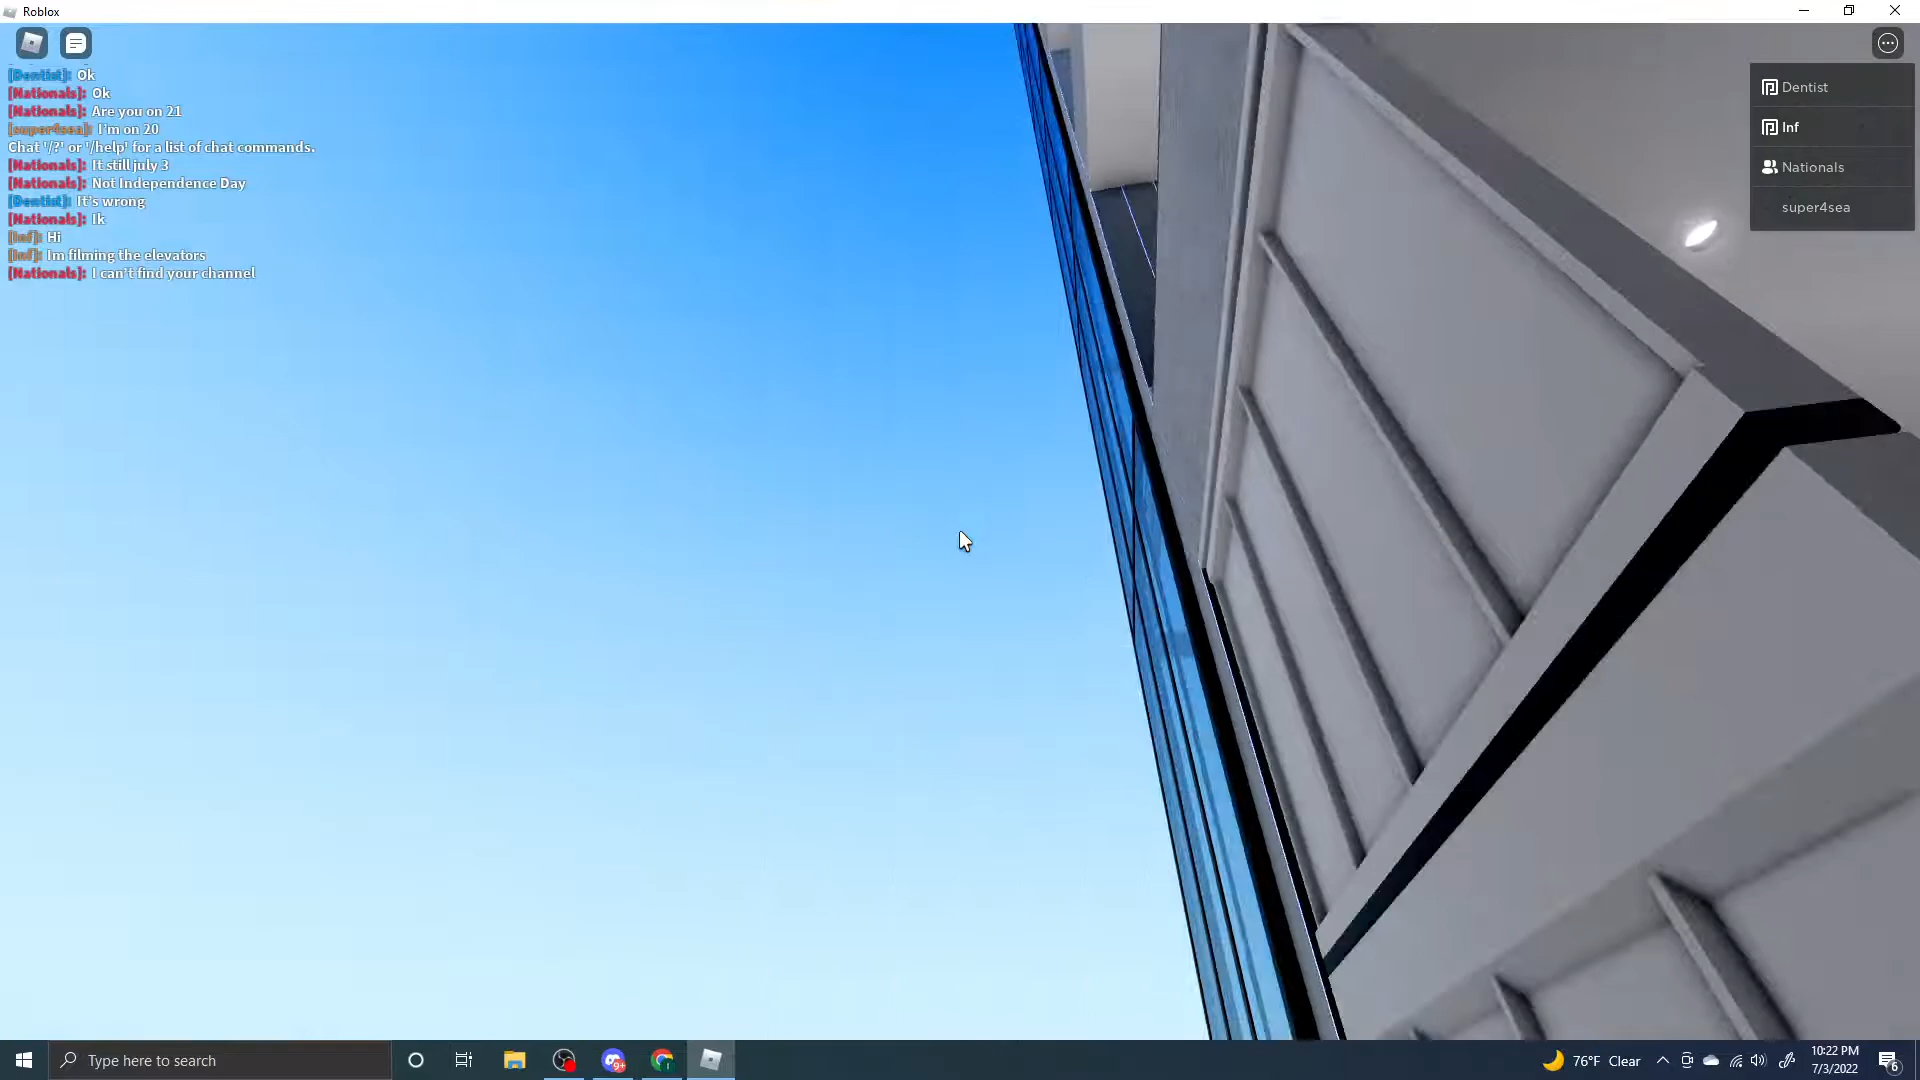 Roblox
[Dentist]: Ok
[Nationals]: Ok
[Nationals]: Are you on 21
[super4sea]: I'm on 20
Chat '/?' or '/help' for a list of chat commands.
[Nationals]: It still july 3
[Nationals]: Not Independence Day
[Dentist]: It's wrong
[Nationals]: Ik
[Inf]: Hi
[Inf]: Im filming the elevators
[Nationals]: I can't find your channel
Dentist
Inf
Nationals
super4sea
Type here to search
9+
76°F Clear
10:22 PM
7/3/2022
6